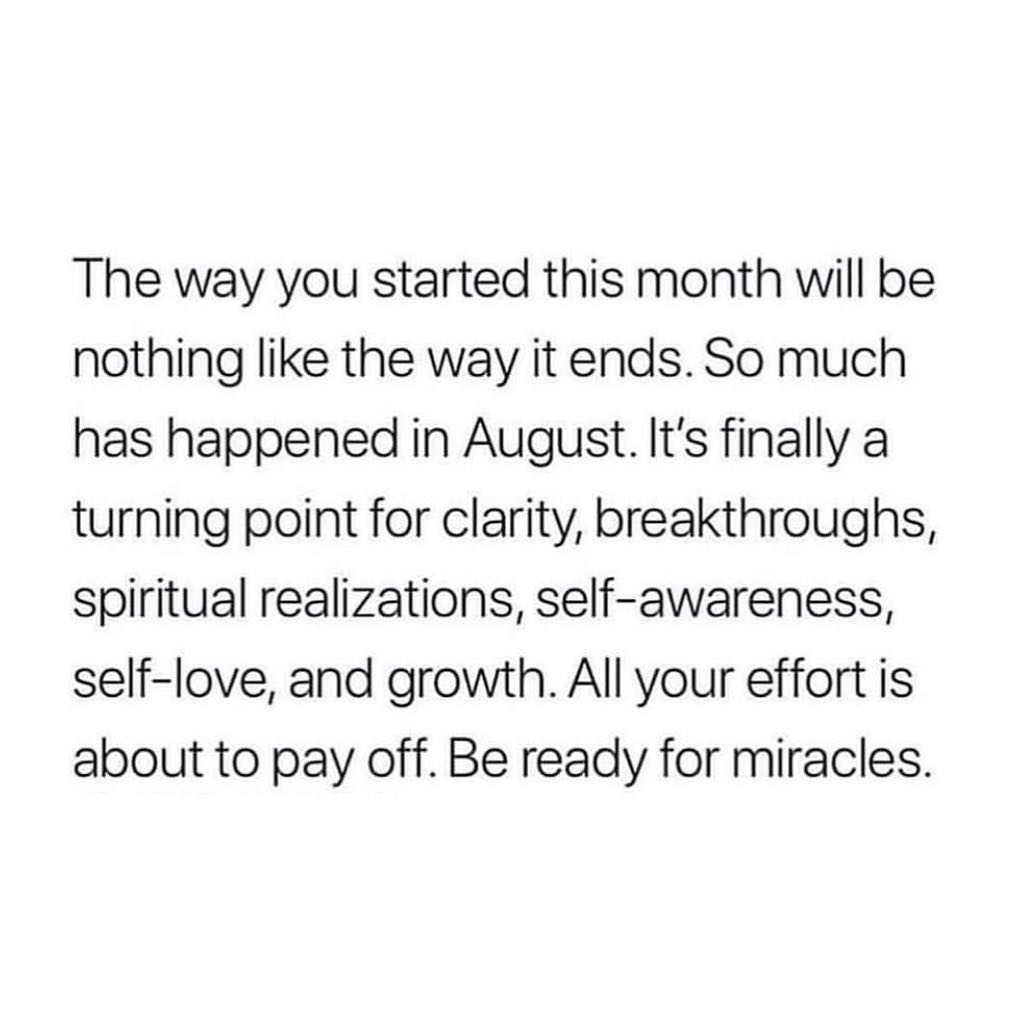 The way you started this month will be
nothing like the way it ends. So much
has happened in August. It's finally a
turning point for clarity, breakthroughs,
spiritual realizations, self-awareness,
self-love, and growth. All your effort is
about to pay off. Be ready for miracles.